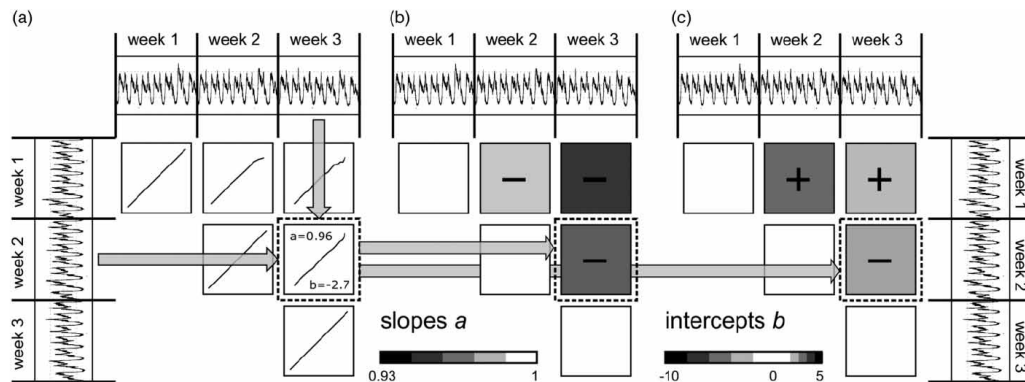 (a)
(b)
(c)
week 1
week 2
week 3
week 1
week 2
week 3
week 1
week 2
week 3
week 1
week 2
week 3
a=0.96
b=-2.7
−
−
−
+
+
−
week 1
week 2
week 3
slopes a
0.93
1
intercepts b
-10
0
5